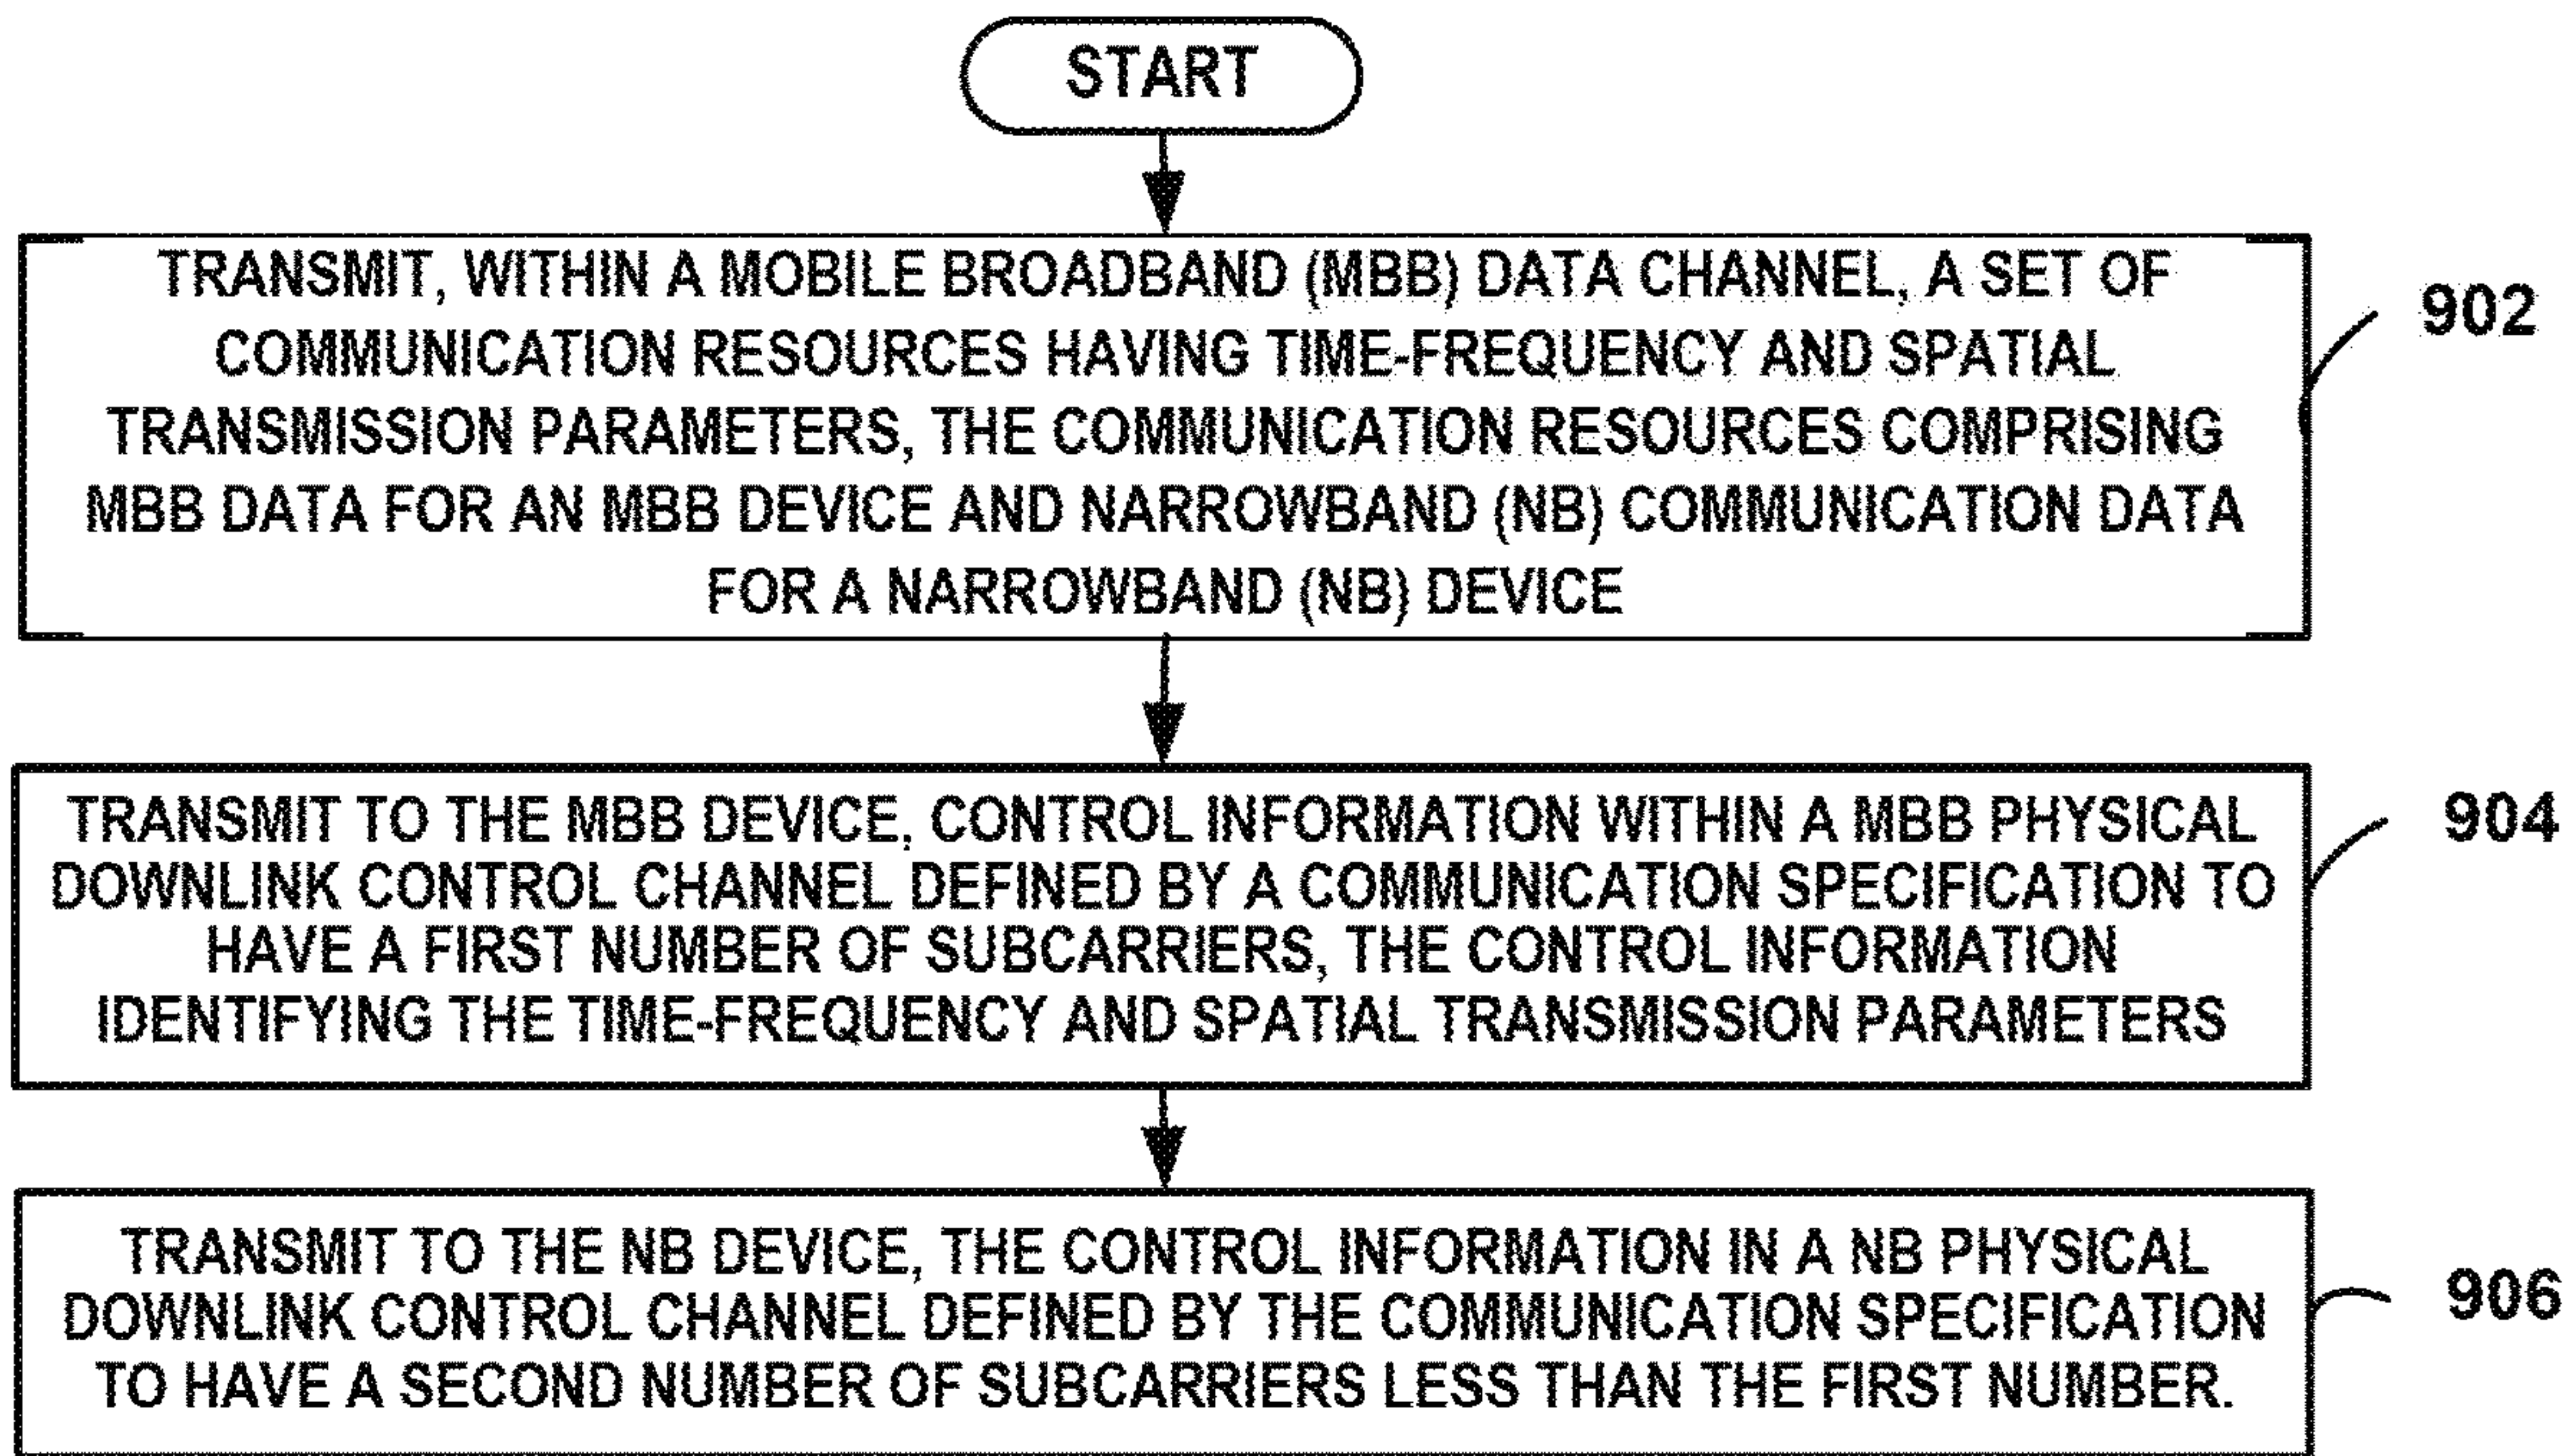 START
TRANSMIT, WITHIN A MOBILE BROADBAND (MBB) DATA CHANNEL, A SET OF
COMMUNICATION RESOURCES HAVING TIME-FREQUENCY AND SPATIAL
TRANSMISSION PARAMETERS, THE COMMUNICATION RESOURCES COMPRISING
MBB DATA FOR AN MBB DEVICE AND NARROWBAND (NB) COMMUNICATION DATA
FOR A NARROWBAND (NB) DEVICE
902
TRANSMIT TO THE MBB DEVICE, CONTROL INFORMATION WITHIN A MBB PHYSICAL
DOWNLINK CONTROL CHANNEL DEFINED BY A COMMUNICATION SPECIFICATION TO
HAVE A FIRST NUMBER OF SUBCARRIERS, THE CONTROL INFORMATION
IDENTIFYING THE TIME-FREQUENCY AND SPATIAL TRANSMISSION PARAMETERS
904
TRANSMIT TO THE NB DEVICE, THE CONTROL INFORMATION IN A NB PHYSICAL
DOWNLINK CONTROL CHANNEL DEFINED BY THE COMMUNICATION SPECIFICATION
TO HAVE A SECOND NUMBER OF SUBCARRIERS LESS THAN THE FIRST NUMBER.
906